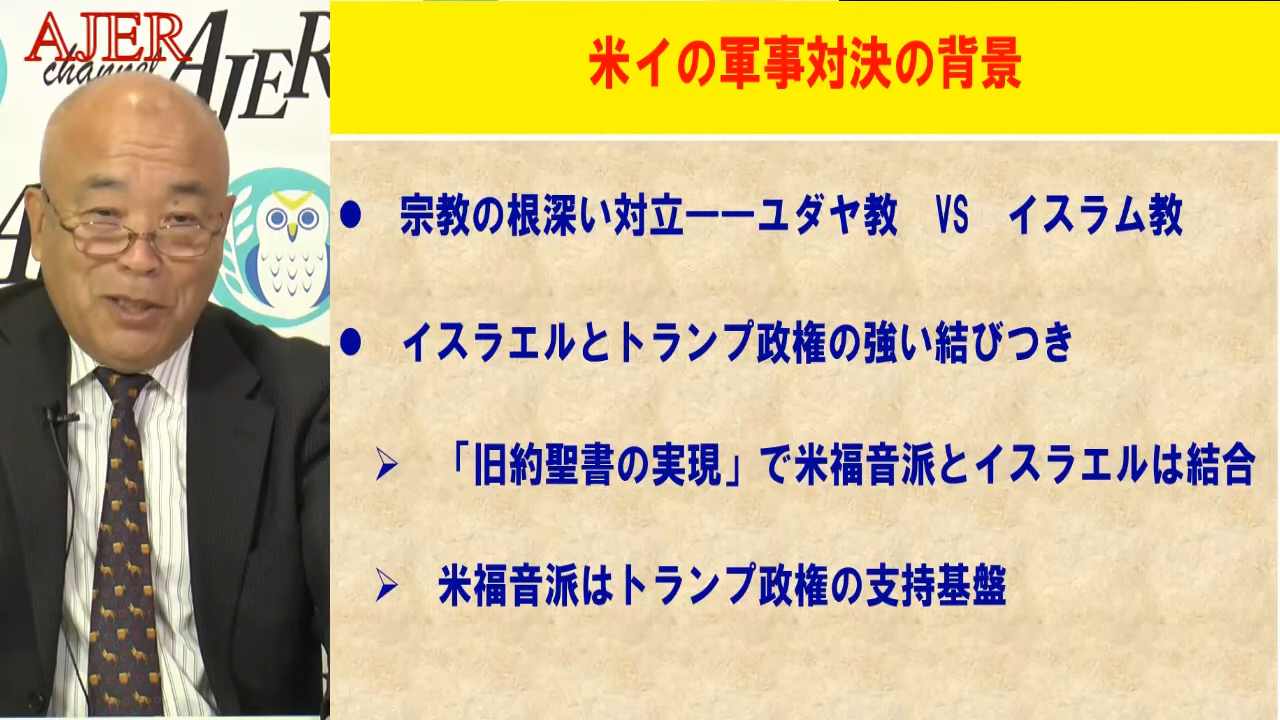 AJER
channel AJER
米イの軍事対決の背景
● 宗教の根深い対立――ユダヤ教 VS イスラム教
● イスラエルとトランプ政権の強い結びつき
➢ 「旧約聖書の実現」で米福音派とイスラエルは結合
➢ 米福音派はトランプ政権の支持基盤